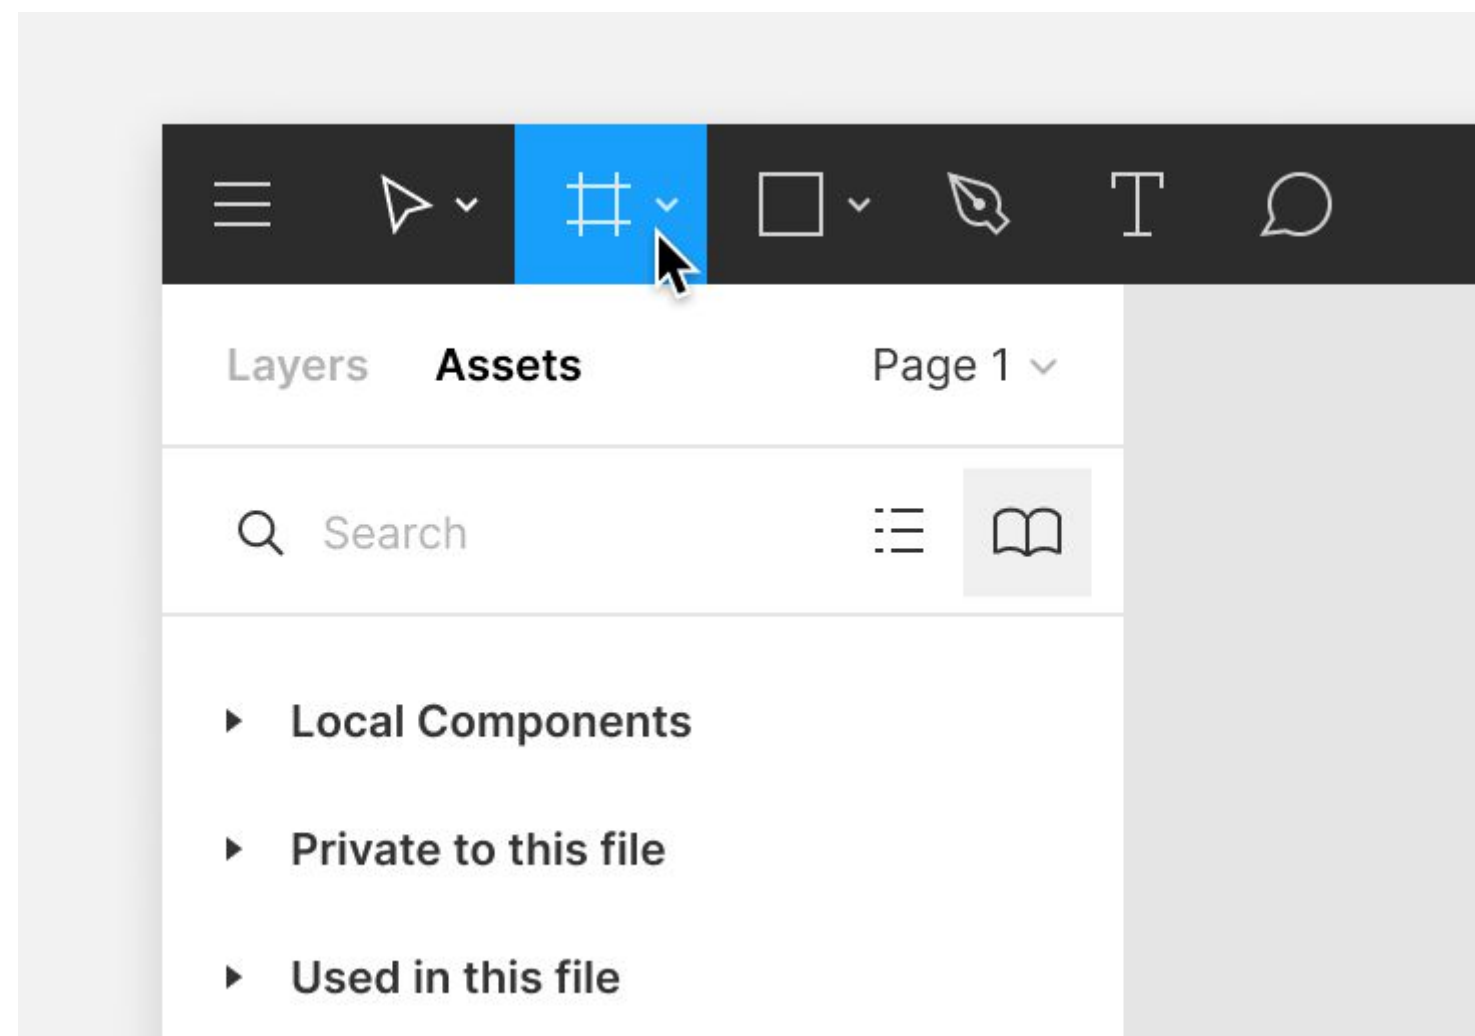 Layers Assets Page 1
Search
Local Components
Private to this file
Used in this file